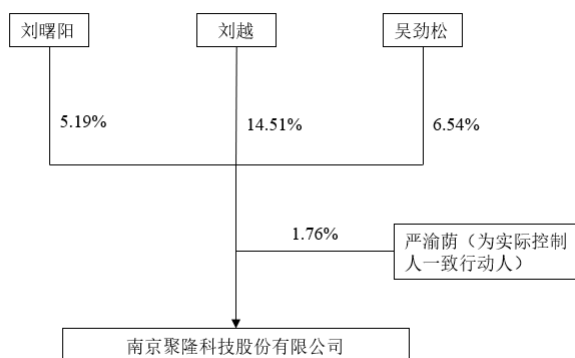 刘曙阳
刘越
吴劲松
5.19%
14.51%
6.54%
1.76%
严渝荫（为实际控制
人一致行动人）
南京聚隆科技股份有限公司